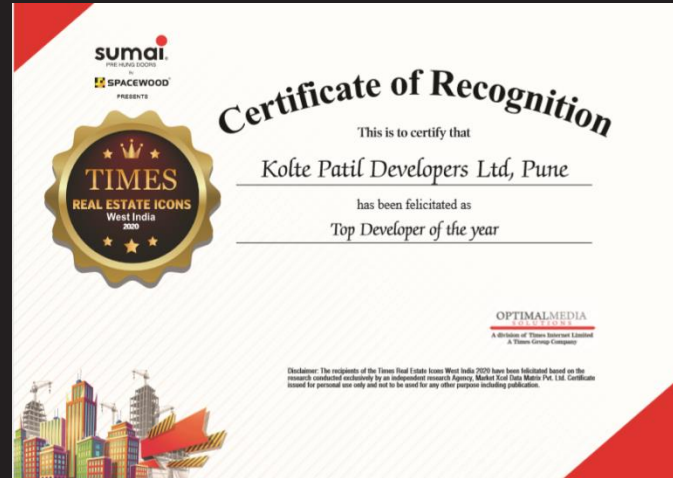 sumai
PRE HUNG DOORS
IN
SPACEWOOD
PRESENTS
TIMES
REAL ESTATE ICONS
West India
2020
Certificate of Recognition
This is to certify that
Kolte Patil Developers Ltd, Pune
has been felicitated as
Top Developer of the year
OPTIMALMEDIA
SOLUTIONS
A division of Times Internet Limited
A Times Group Company
Disclaimer: The recipients of the Times Real Estate Icons West India 2020 have been felicitated based on the
research conducted exclusively by an independent research Agency, Market Xcel Data Matrix Pvt. Ltd. Certificate
issued for personal use only and not to be used for any other purpose including publication.